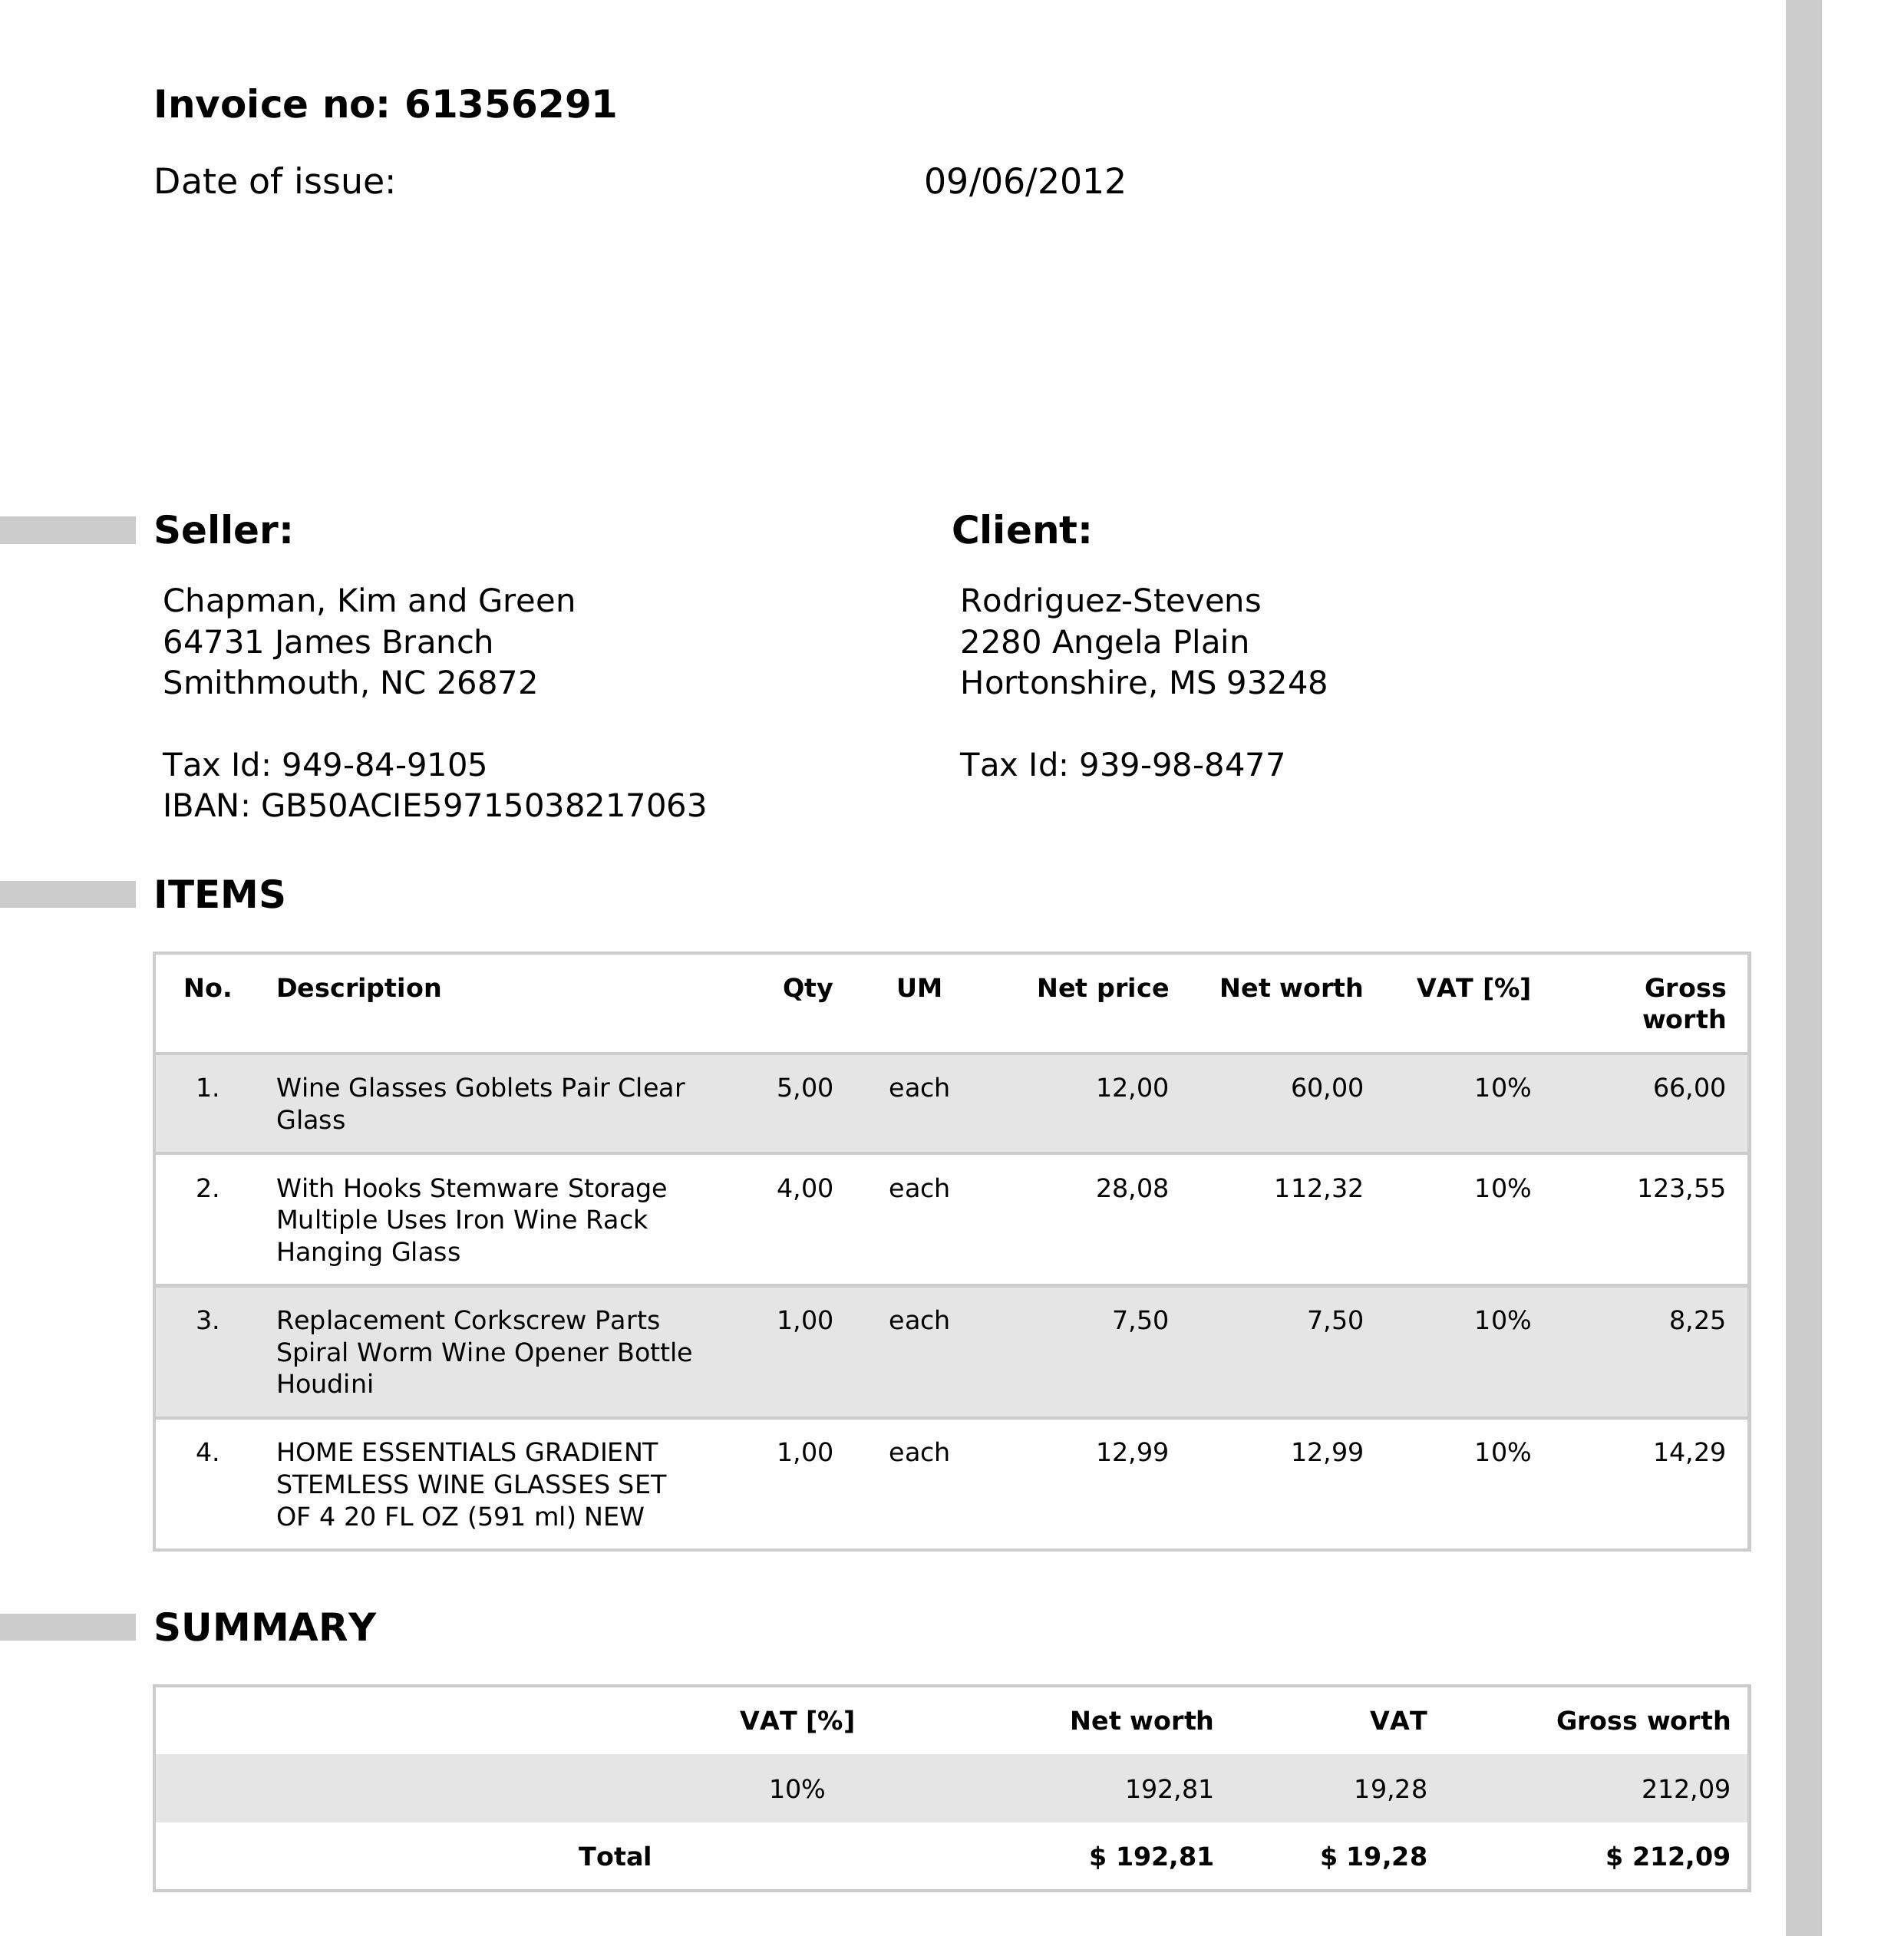 Invoice no: 61356291
Date of issue: 09/06/2012
Seller:
Chapman, Kim and Green
64731 James Branch
Smithmouth, NC 26872
Tax Id: 949-84-9105
IBAN: GB50ACIE59715038217063
Client:
Rodriguez-Stevens
2280 Angela Plain
Hortonshire, MS 93248
Tax Id: 939-98-8477
ITEMS
No. Description Qty UM Net price Net worth VAT [%] Gross
worth
1. Wine Glasses Goblets Pair Clear 5,00 each 12,00 60,00 10% 66,00
Glass
2. With Hooks Stemware Storage 4,00 each 28,08 112,32 10% 123,55
Multiple Uses Iron Wine Rack
Hanging Glass
3. Replacement Corkscrew Parts 1,00 each 7,50 7,50 10% 8,25
Spiral Worm Wine Opener Bottle
Houdini
4. HOME ESSENTIALS GRADIENT 1,00 each 12,99 12,99 10% 14,29
STEMLESS WINE GLASSES SET
OF 4 20 FL OZ (591 ml) NEW
SUMMARY
VAT [%] Net worth VAT Gross worth
10% 192,81 19,28 212,09
Total $ 192,81 $ 19,28 $ 212,09